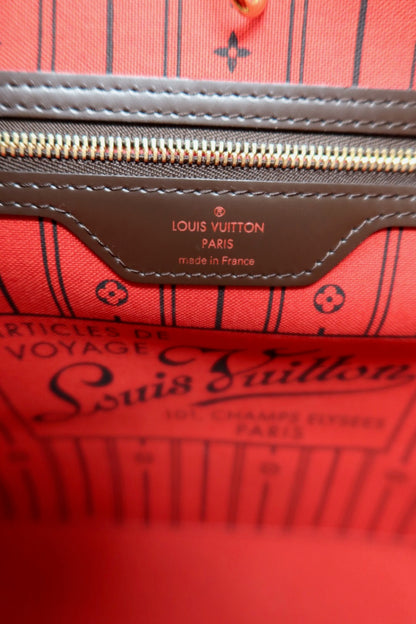 ®
LOUIS VUITTON
PARIS
made in France
ARTICLES DE
VOYAGE
Louis Vuitton
101, CHAMPS ELYSEES
PARIS